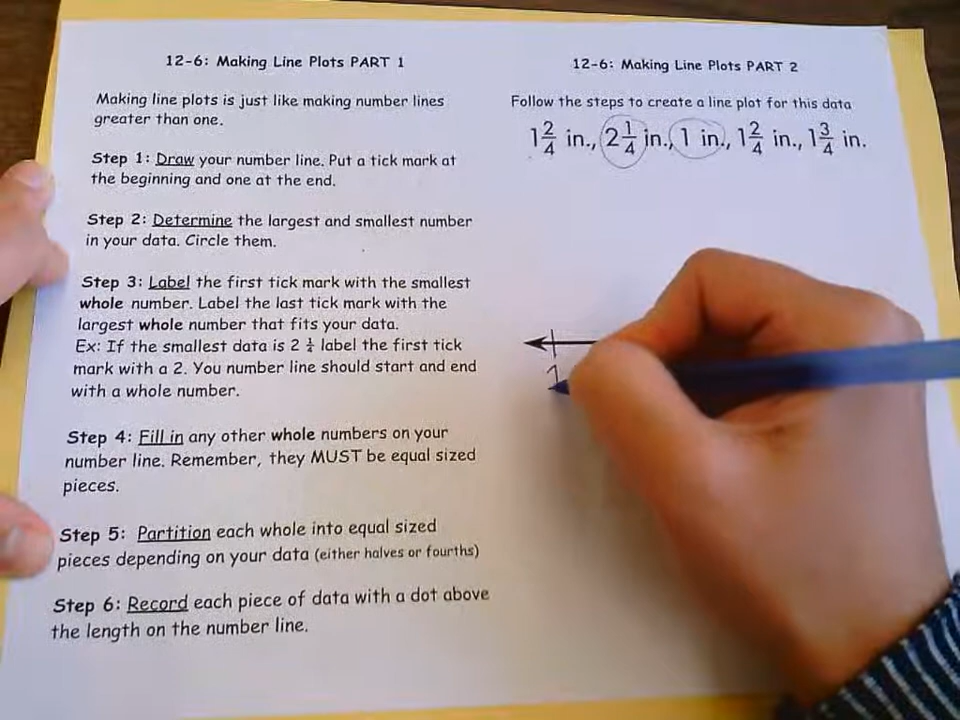 12-6: Making Line Plots PART 1
Making line plots is just like making number lines
greater than one.
Step 1: Draw your number line. Put a tick mark at
the beginning and one at the end.
Step 2: Determine the largest and smallest number
in your data. Circle them.
Step 3: Label the first tick mark with the smallest
whole number. Label the last tick mark with the
largest whole number that fits your data.
Ex: If the smallest data is 2 ¼ label the first tick
mark with a 2. You number line should start and end
with a whole number.
Step 4: Fill in any other whole numbers on your
number line. Remember, they MUST be equal sized
pieces.
Step 5: Partition each whole into equal sized
pieces depending on your data (either halves or fourths)
Step 6: Record each piece of data with a dot above
the length on the number line.
12-6: Making Line Plots PART 2
Follow the steps to create a line plot for this data
1 2/4 in., 2 1/4 in., 1 in., 1 2/4 in., 1 3/4 in.
1